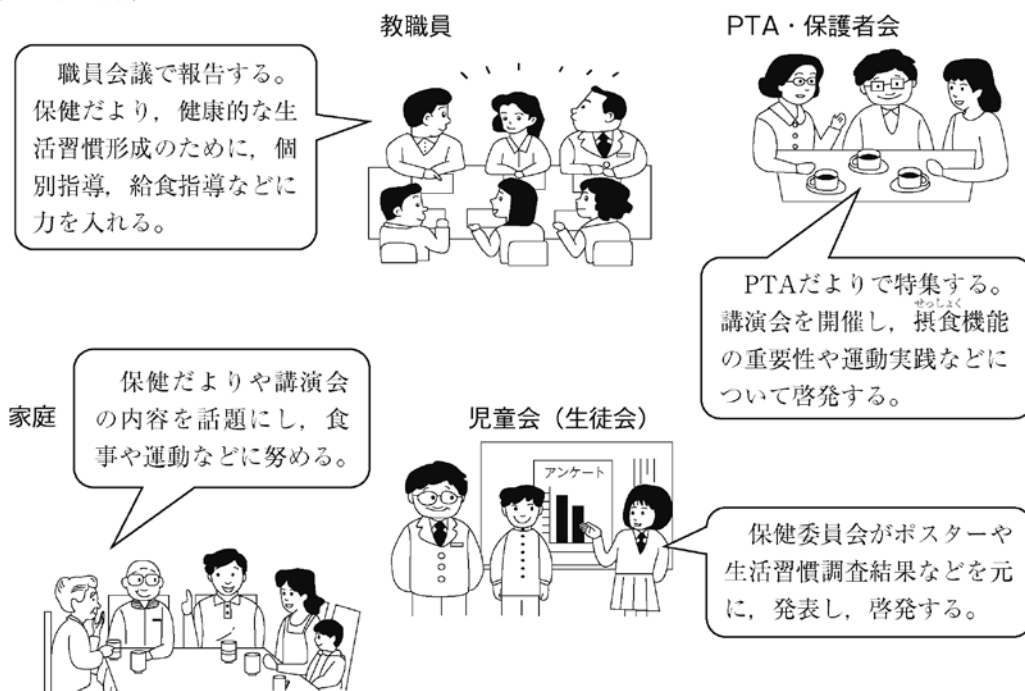 教職員
職員会議で報告する。
保健だより，健康的な生
活習慣形成のために，個
別指導，給食指導などに
力を入れる。
PTA・保護者会
PTAだよりで特集する。
せっしょく
講演会を開催し，摂食機能
の重要性や運動実践などに
ついて啓発する。
家庭
保健だよりや講演会
の内容を話題にし，食
事や運動などに努める。
児童会（生徒会）
アンケート
保健委員会がポスターや
生活習慣調査結果などを元
に，発表し，啓発する。